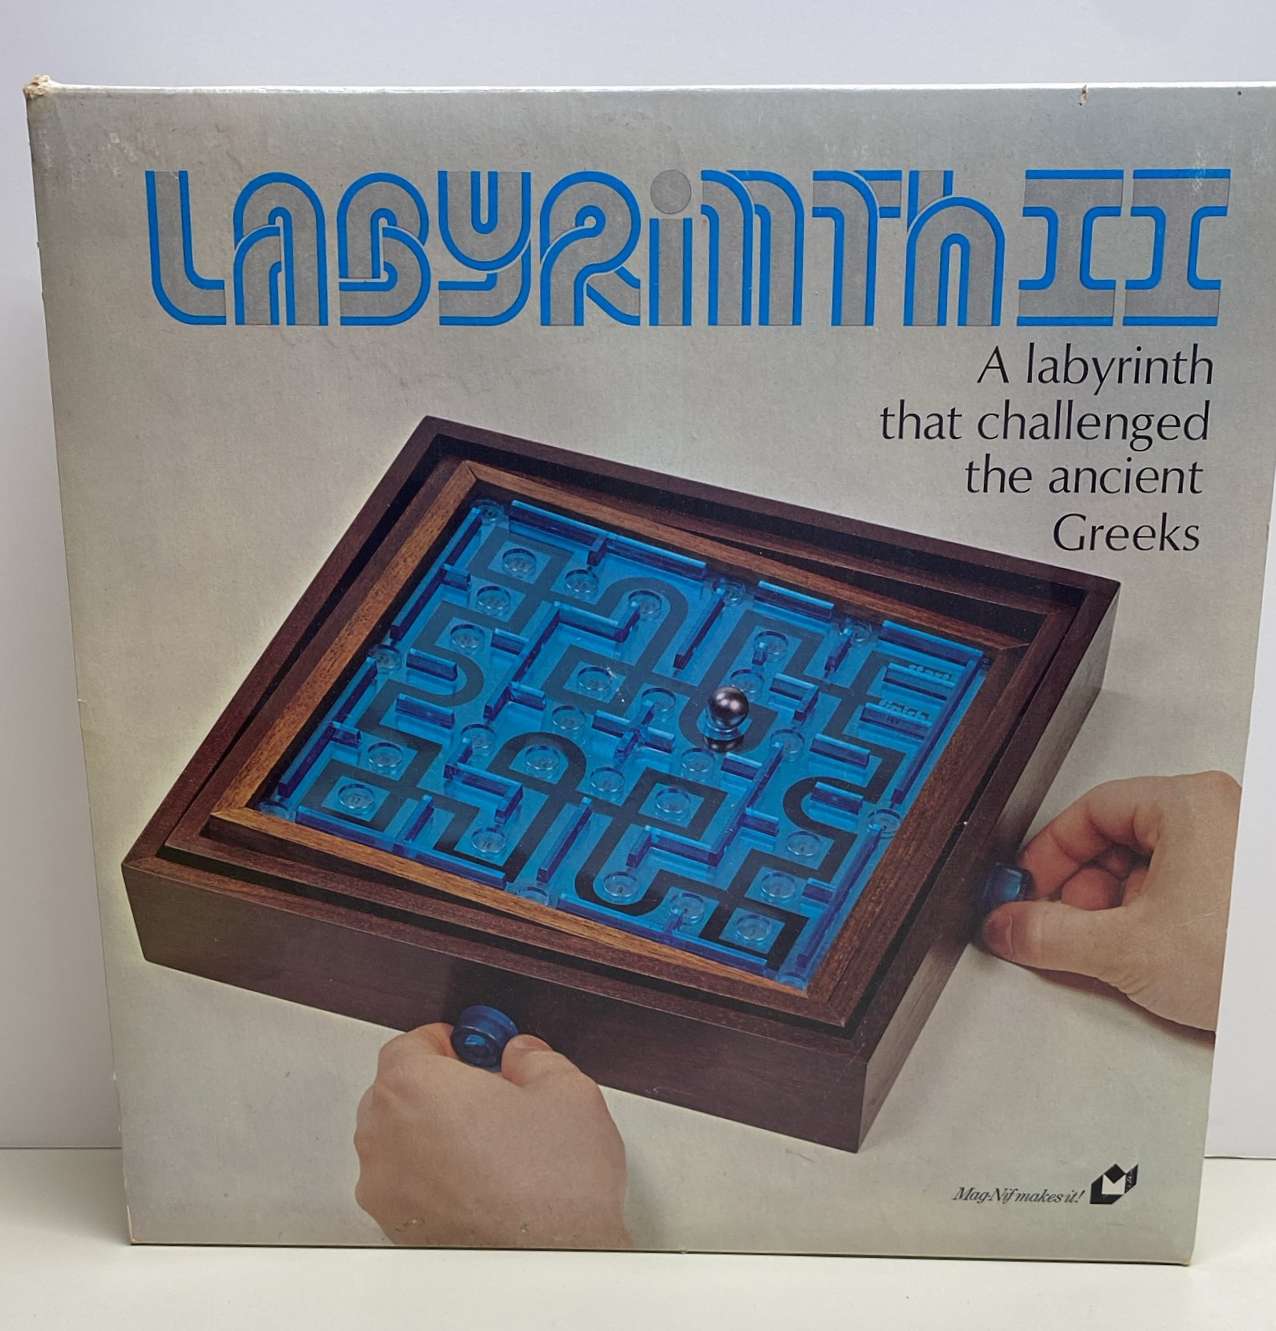 LABYRiNTh II
A labyrinth
that challenged
the ancient
Greeks
Mag-Nif makes it!